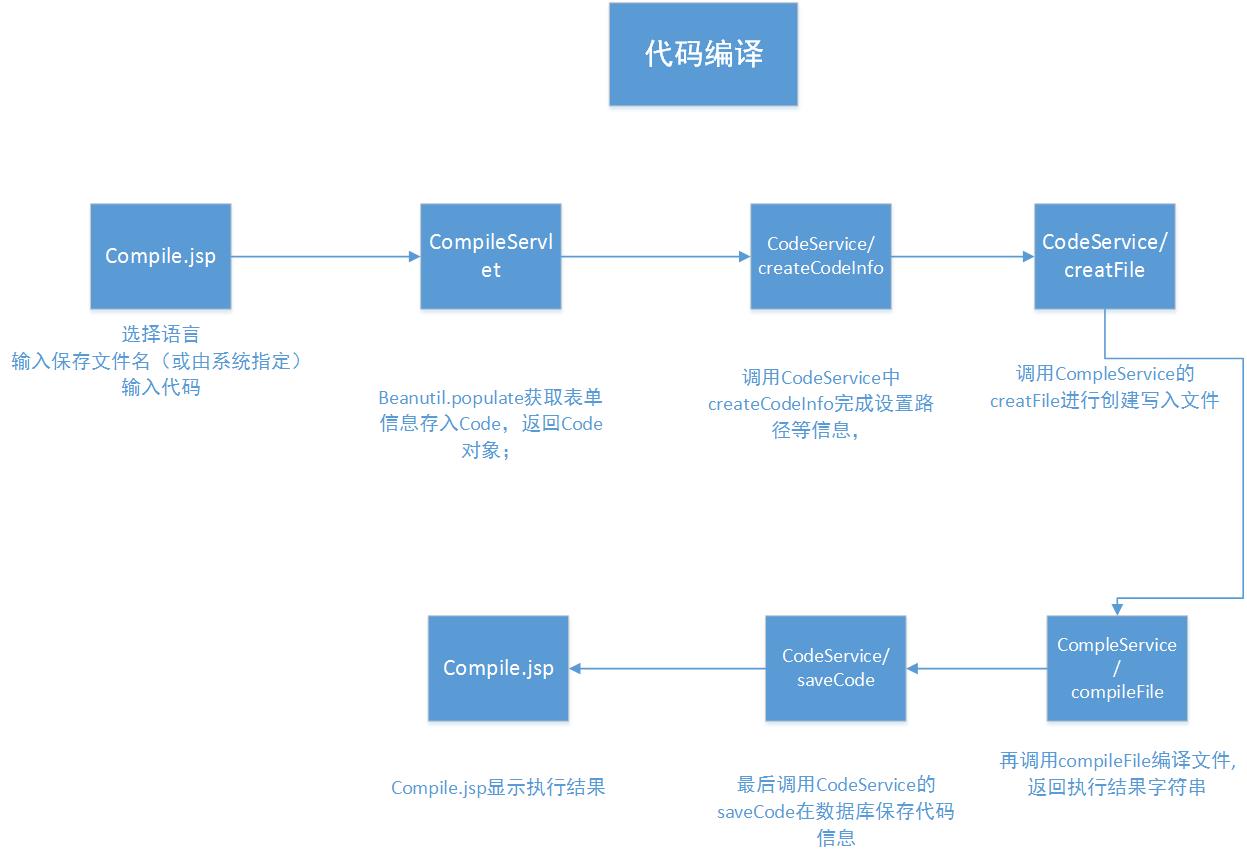 代码编译
Compile.jsp
CompileServl
et
CodeService/
createCodeInfo
CodeService/
creatFile
选择语言
输入保存文件名（或由系统指定）
输入代码
Beanutil.populate获取表单
信息存入Code，返回Code
对象；
调用CodeService中
createCodeInfo完成设置路
径等信息，
调用CompleService的
creatFile进行创建写入文件
Compile.jsp
CodeService/
saveCode
CompleService
/
compileFile
Compile.jsp显示执行结果
最后调用CodeService的
saveCode在数据库保存代码
信息
再调用compileFile编译文件,
返回执行结果字符串